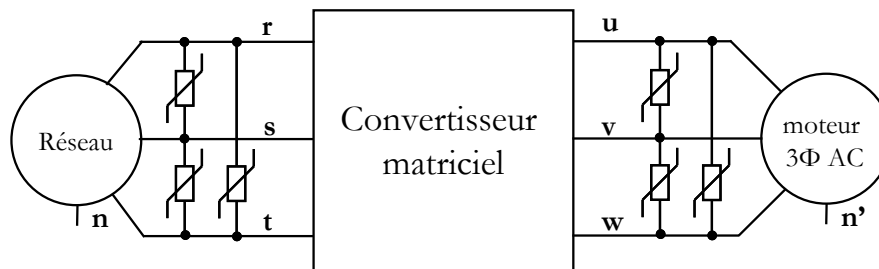 r
u
Réseau
s
Convertisseur
matriciel
v
moteur
3Φ AC
n
t
w
n’